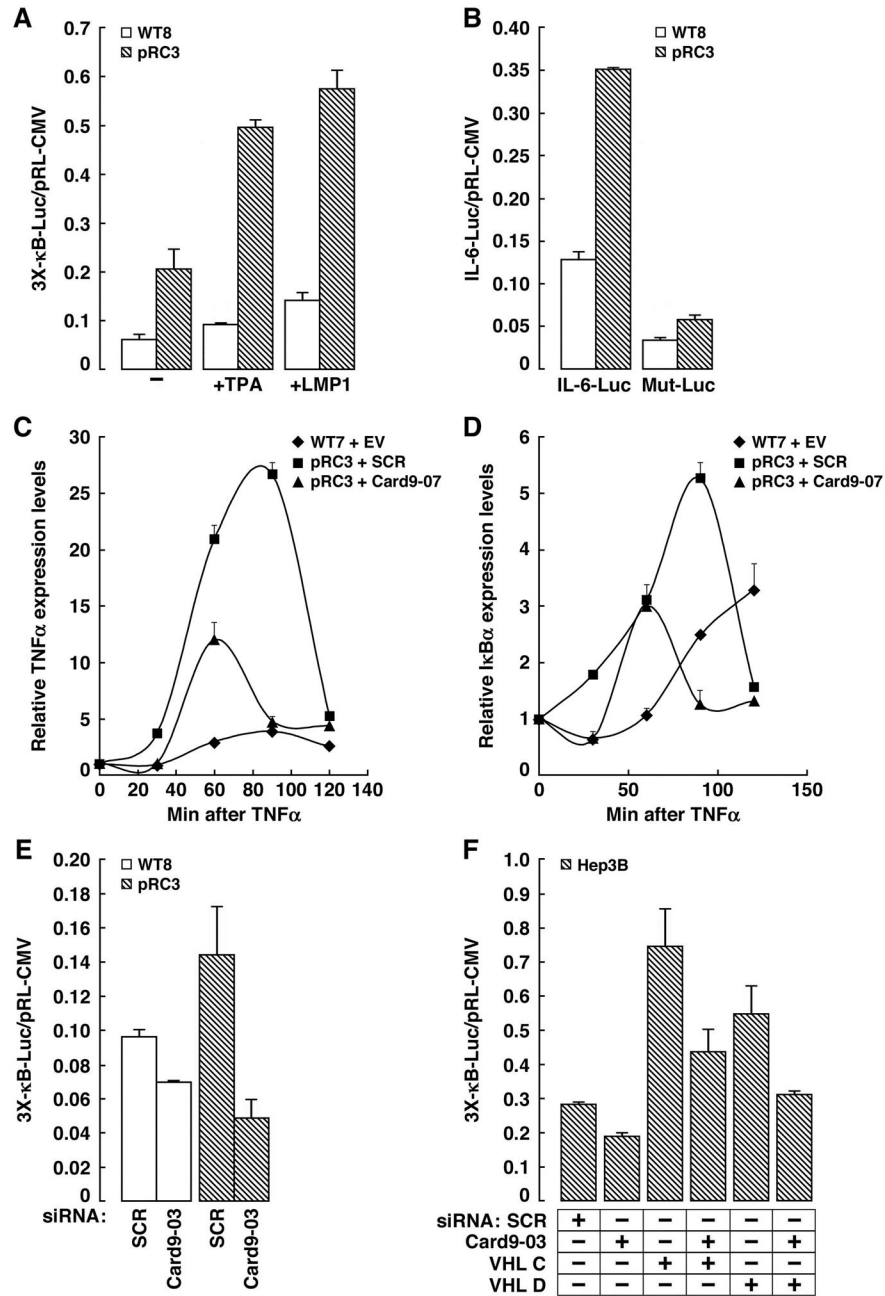 A
WT8
pRC3
3X-κB-Luc/pRL-CMV
0.7
0.6
0.5
0.4
0.3
0.2
0.1
0
– +TPA +LMP1
B
WT8
pRC3
IL-6-Luc/pRL-CMV
0.40
0.35
0.30
0.25
0.20
0.15
0.10
0.05
0
IL-6-Luc Mut-Luc
C
WT7 + EV
pRC3 + SCR
pRC3 + Card9-07
Relative TNFα expression levels
30
25
20
15
10
5
0
0 20 40 60 80 100 120 140
Min after TNFα
D
WT7 + EV
pRC3 + SCR
pRC3 + Card9-07
Relative IκBα expression levels
6
5
4
3
2
1
0
0 50 100 150
Min after TNFα
E
WT8
pRC3
3X-κB-Luc/pRL-CMV
0.20
0.18
0.16
0.14
0.12
0.10
0.08
0.06
0.04
0.02
0
siRNA: SCR Card9-03 SCR Card9-03
F
Hep3B
3X-κB-Luc/pRL-CMV
1.0
0.9
0.8
0.7
0.6
0.5
0.4
0.3
0.2
0.1
0
siRNA: SCR + – – – – –
Card9-03 – + – + – +
VHL C – – + + – –
VHL D – – – – + +